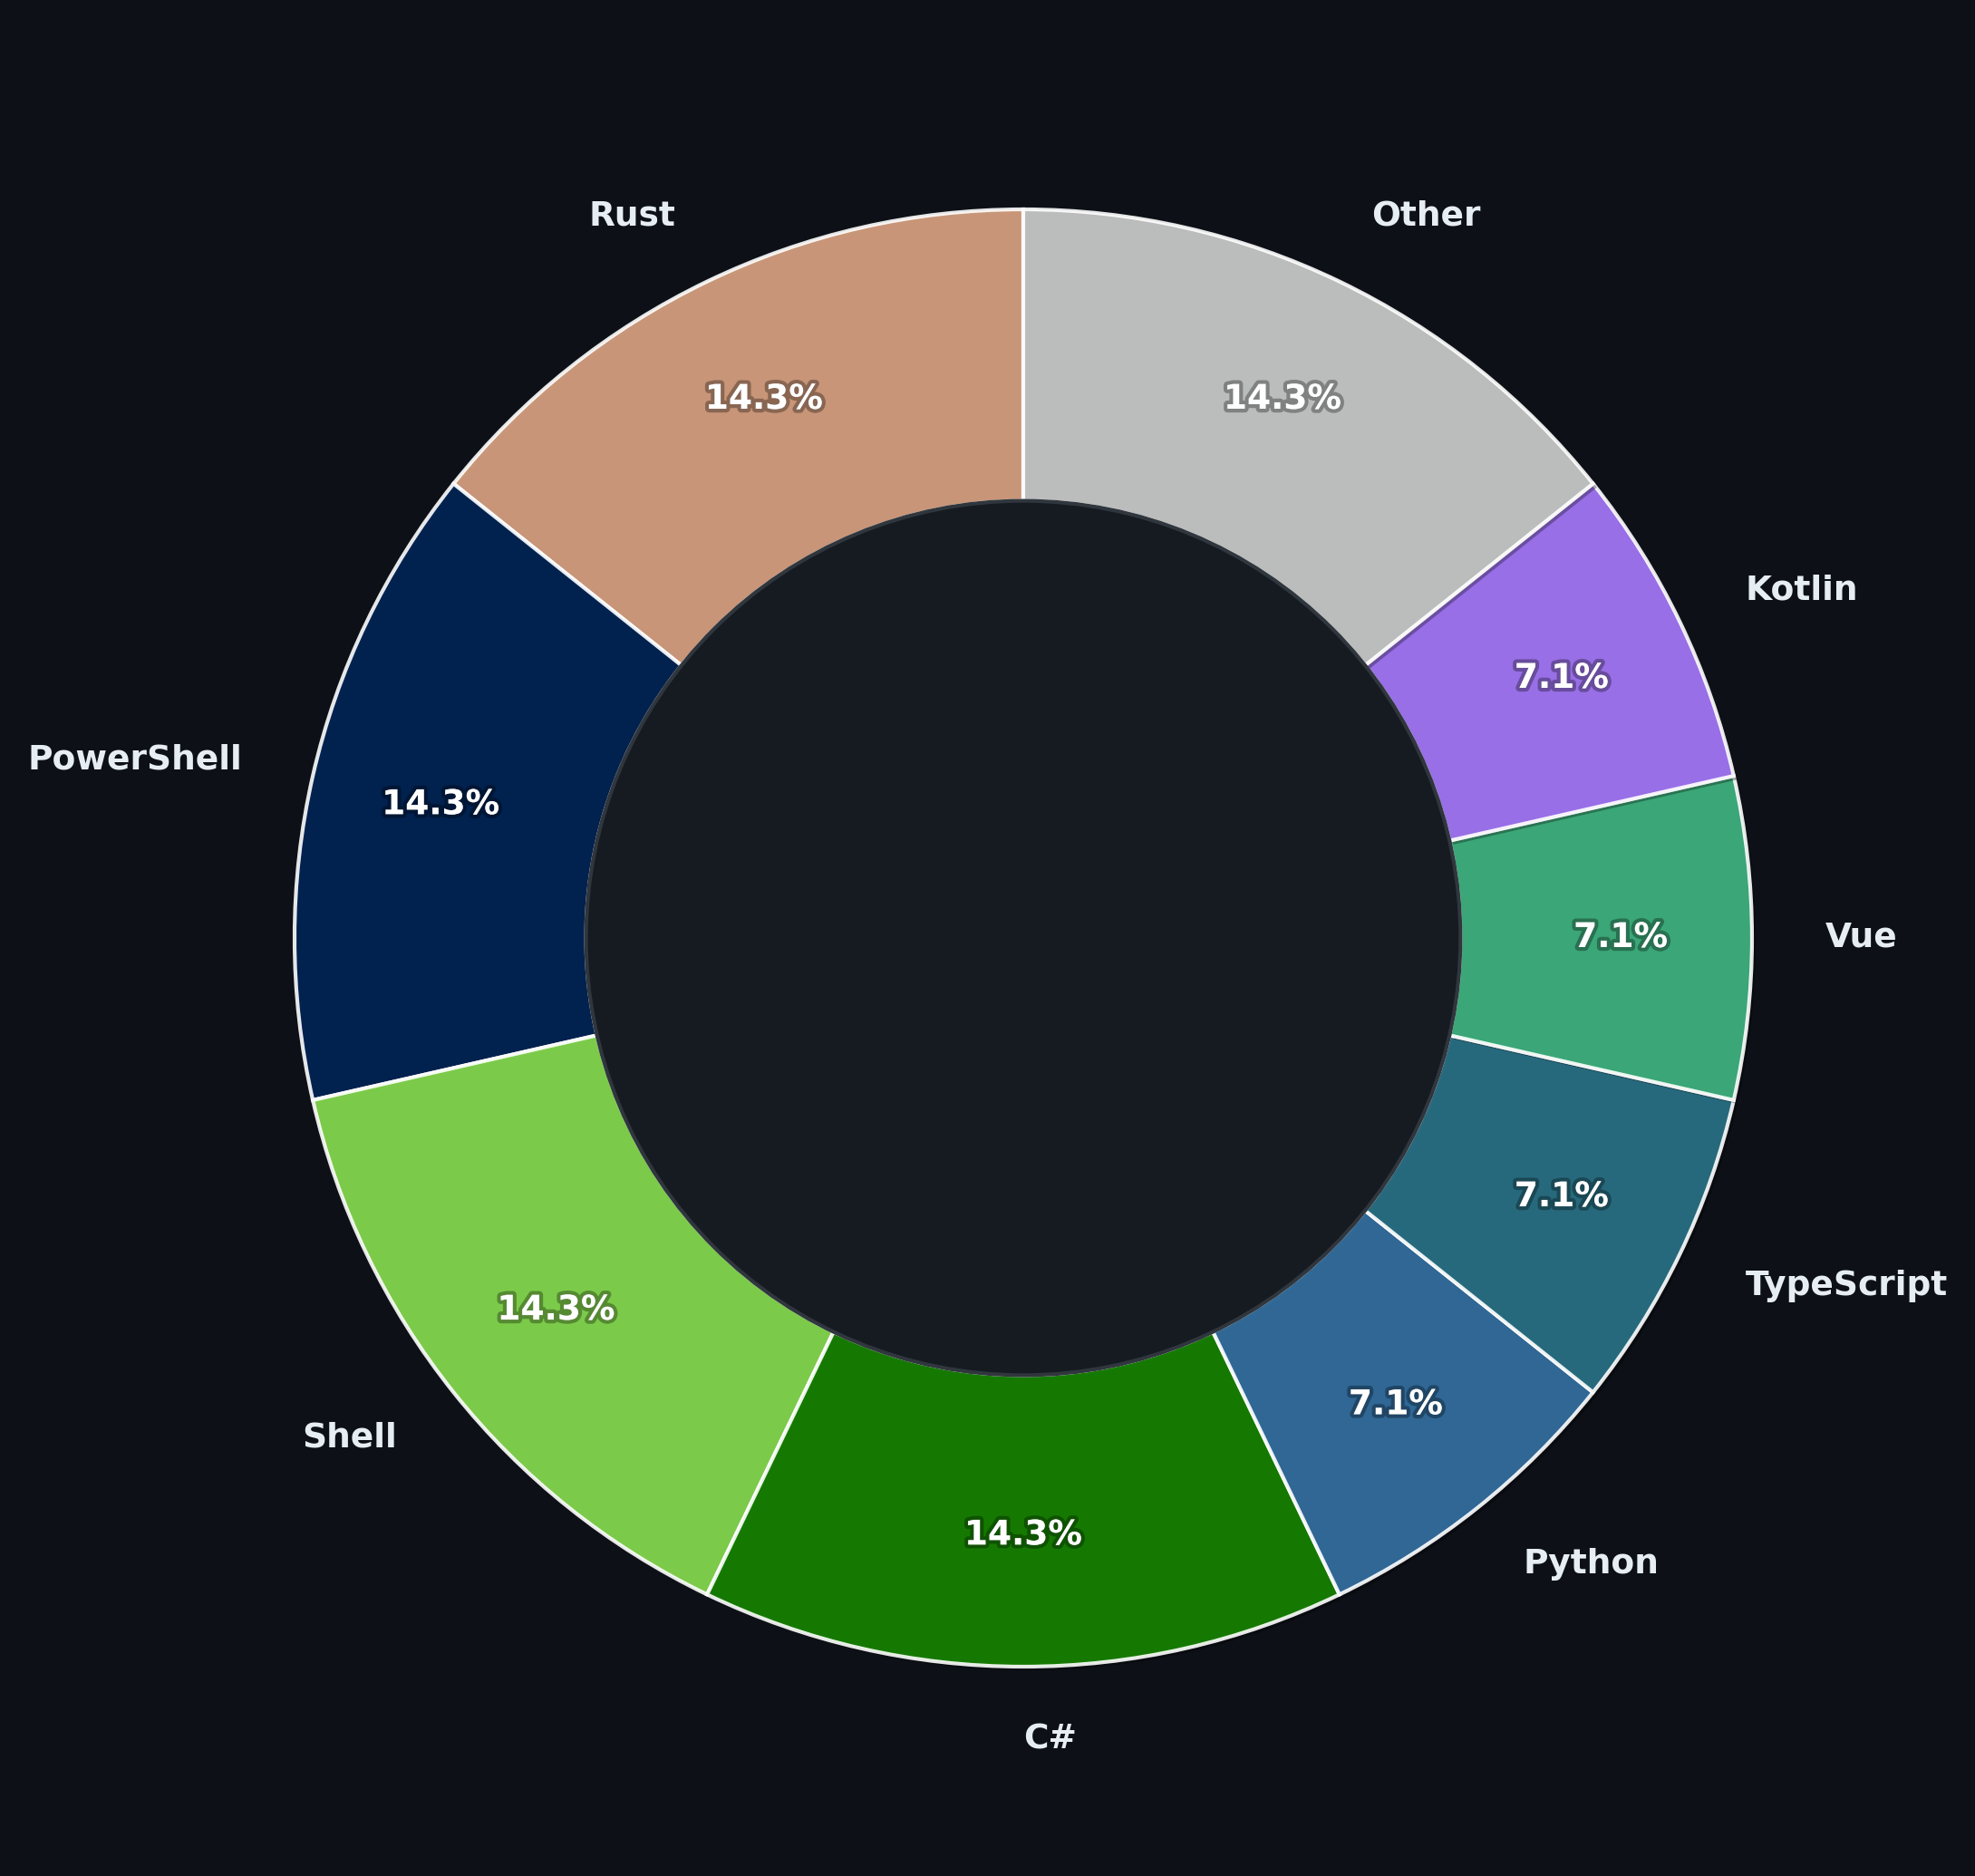 Rust
Other
14.3%
14.3%
Kotlin
7.1%
PowerShell
14.3%
Vue
7.1%
7.1%
TypeScript
14.3%
Shell
7.1%
Python
14.3%
C#